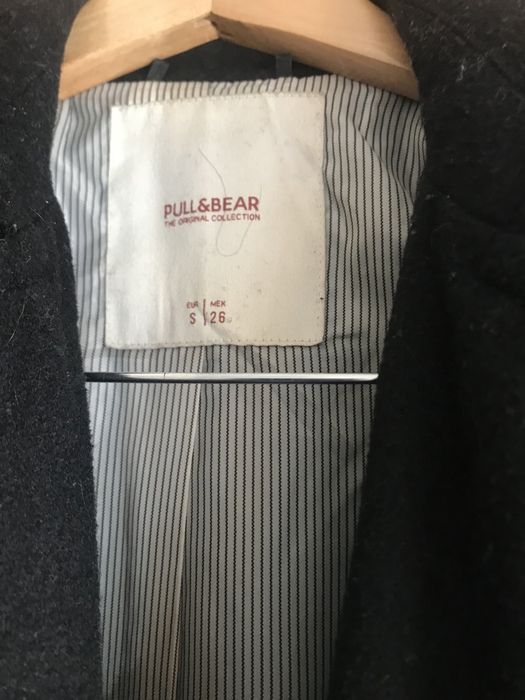 PULL&BEAR
THE ORIGINAL COLLECTION
EUR | MEX
S | 26